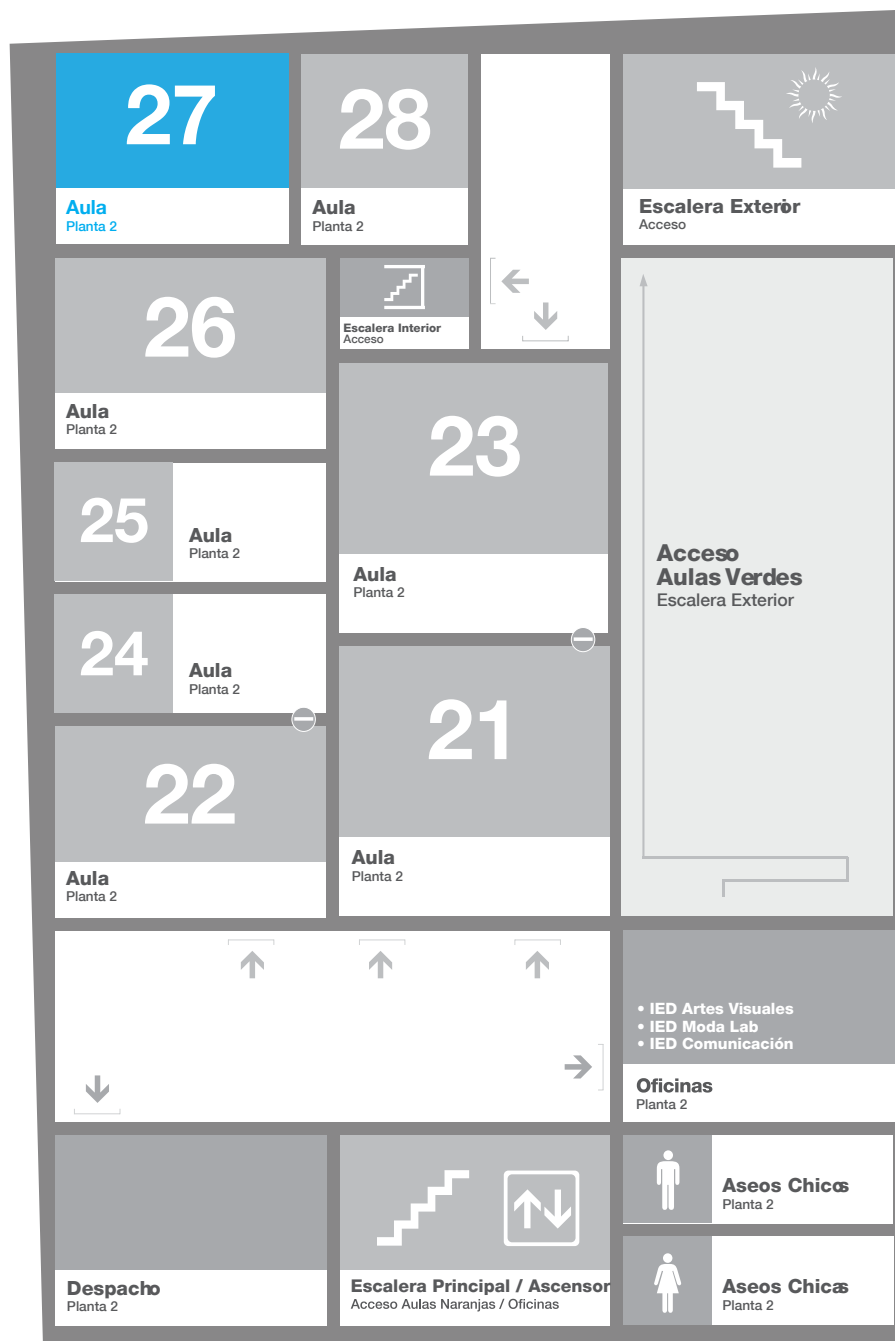 27
Aula
Planta 2
28
Aula
Planta 2
Escalera Exterior
Acceso
26
Aula
Planta 2
Escalera Interior
Acceso
23
Aula
Planta 2
25
Aula
Planta 2
Acceso
Aulas Verdes
Escalera Exterior
24
Aula
Planta 2
21
Aula
Planta 2
22
Aula
Planta 2
• IED Artes Visuales
• IED Moda Lab
• IED Comunicación
Oficinas
Planta 2
Despacho
Planta 2
Escalera Principal / Ascensor
Acceso Aulas Naranjas / Oficinas
Aseos Chicos
Planta 2
Aseos Chicas
Planta 2